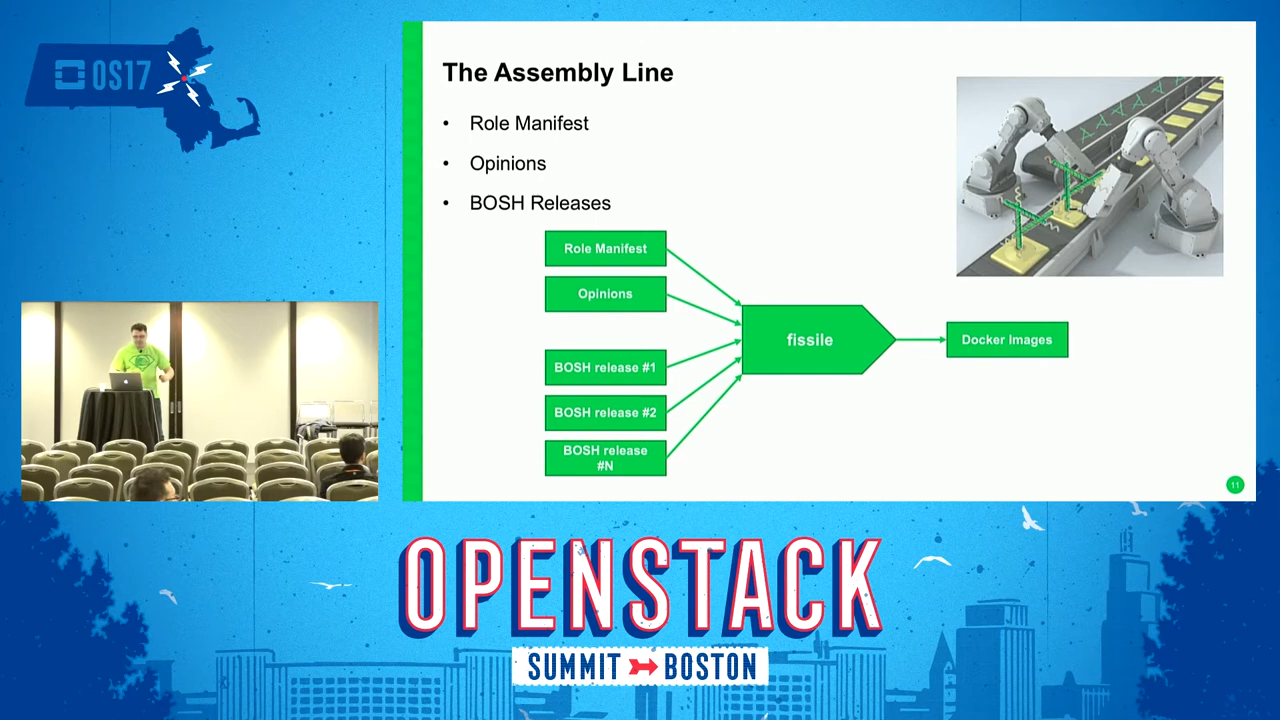 OS17
The Assembly Line
• Role Manifest
• Opinions
• BOSH Releases
Role Manifest
Opinions
BOSH release #1
BOSH release #2
BOSH release
#N
fissile
Docker Images
11
OPENSTACK
SUMMIT BOSTON